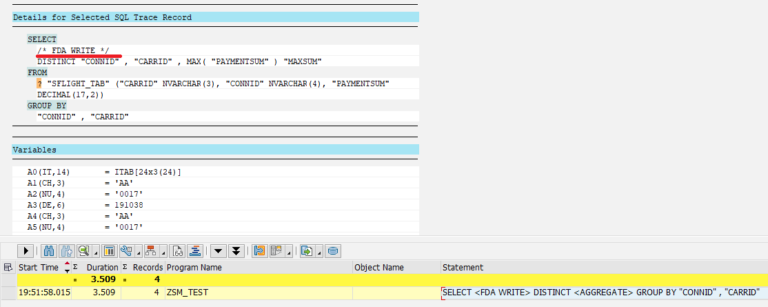 Details for Selected SQL Trace Record
SELECT
/* FDA WRITE */
DISTINCT "CONNID" , "CARRID" , MAX( "PAYMENTSUM" ) "MAXSUM"
FROM
? "SFLIGHT_TAB" ("CARRID" NVARCHAR(3), "CONNID" NVARCHAR(4), "PAYMENTSUM"
DECIMAL(17,2))
GROUP BY
"CONNID" , "CARRID"
Variables
A0(IT,14) = ITAB[24x3(24)]
A1(CH,3) = 'AA'
A2(NU,4) = '0017'
A3(DE,6) = 191038
A4(CH,3) = 'AA'
A5(NU,4) = '0017'
Start Time Σ Duration Σ Records Program Name Object Name Statement
3.509 4
19:51:58.015 3.509 4 ZSM_TEST SELECT <FDA WRITE> DISTINCT <AGGREGATE> GROUP BY "CONNID" , "CARRID"